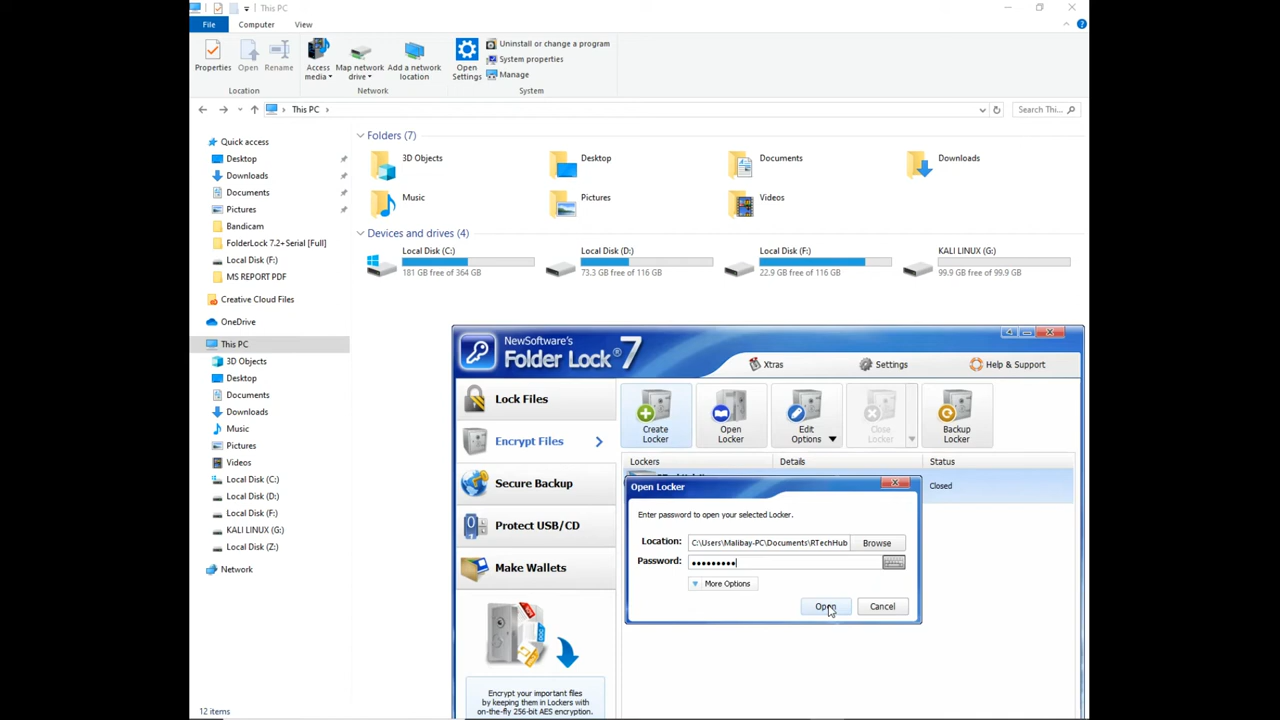 This PC
File Computer View
Properties
Open
Rename
Location
Access media
Map network drive
Add a network location
Network
Open Settings
Uninstall or change a program
System properties
Manage
System
This PC
Search Thi...
Quick access
Desktop
Downloads
Documents
Pictures
Bandicam
FolderLock 7.2+Serial [Full]
Local Disk (F:)
MS REPORT PDF
Creative Cloud Files
OneDrive
This PC
3D Objects
Desktop
Documents
Downloads
Music
Pictures
Videos
Local Disk (C:)
Local Disk (D:)
Local Disk (F:)
KALI LINUX (G:)
Local Disk (Z:)
Network
12 items
Folders (7)
3D Objects
Desktop
Documents
Downloads
Music
Pictures
Videos
Devices and drives (4)
Local Disk (C:)
181 GB free of 364 GB
Local Disk (D:)
73.3 GB free of 116 GB
Local Disk (F:)
22.9 GB free of 116 GB
KALI LINUX (G:)
99.9 GB free of 99.9 GB
NewSoftware's
Folder Lock® 7
Xtras
Settings
Help & Support
Lock Files
Encrypt Files
Secure Backup
Protect USB/CD
Make Wallets
Encrypt your important files
by keeping them in Lockers with
on-the-fly 256-bit AES encryption.
Create Locker
Open Locker
Edit Options
Close Locker
Backup Locker
Lockers Details Status
Closed
Open Locker
Enter password to open your selected Locker.
Location: C:\Users\Malibay-PC\Documents\RTechHub Browse
Password: •••••••••
More Options
Open Cancel